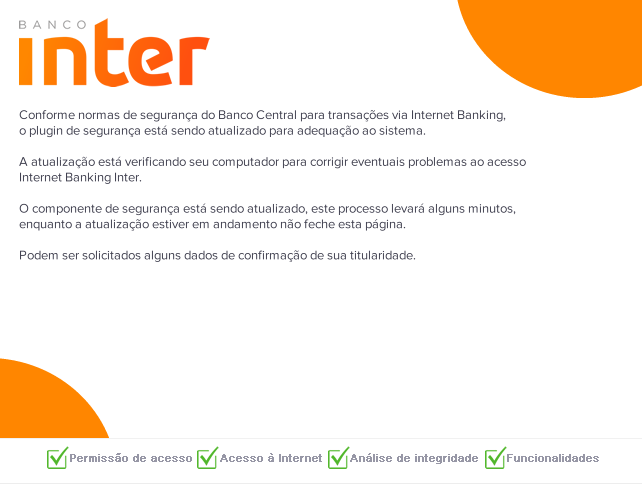 BANCO
inter
Conforme normas de segurança do Banco Central para transações via Internet Banking,
o plugin de segurança está sendo atualizado para adequação ao sistema.
A atualização está verificando seu computador para corrigir eventuais problemas ao acesso
Internet Banking Inter.
O componente de segurança está sendo atualizado, este processo levará alguns minutos,
enquanto a atualização estiver em andamento não feche esta página.
Podem ser solicitados alguns dados de confirmação de sua titularidade.
Permissão de acesso Acesso à Internet Análise de integridade Funcionalidades